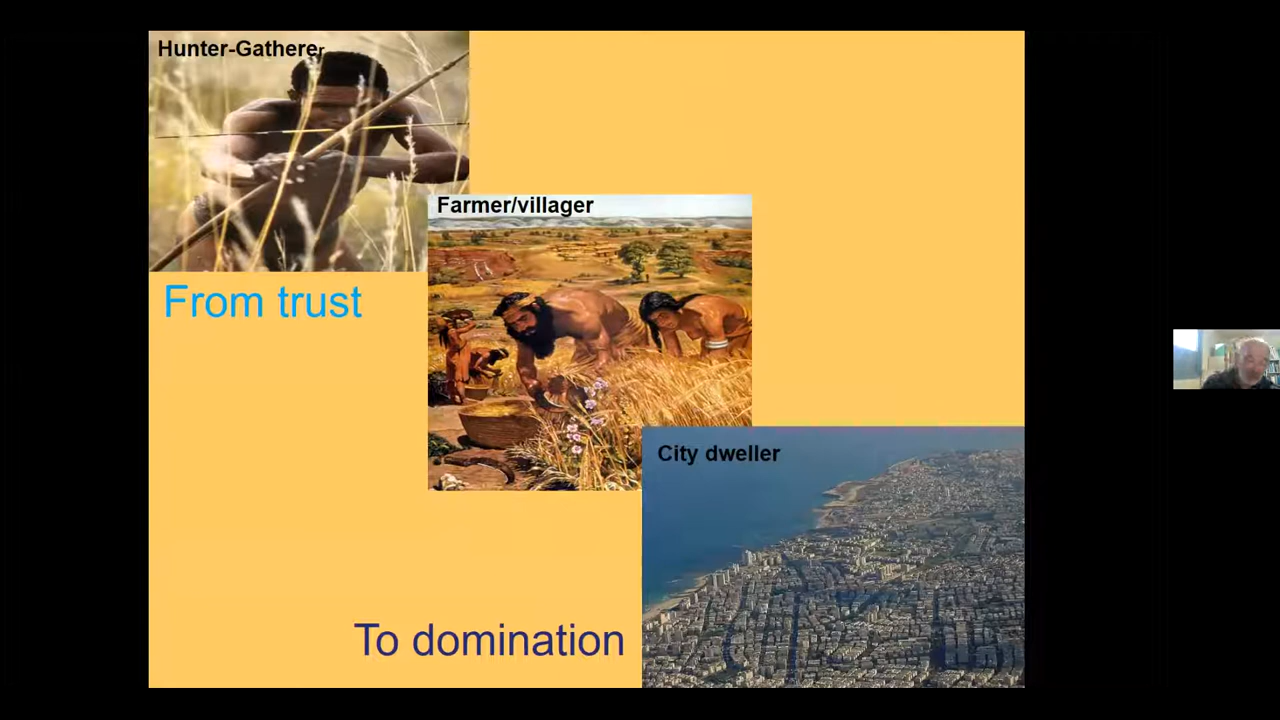 Hunter-Gatherer
Farmer/villager
From trust
City dweller
To domination